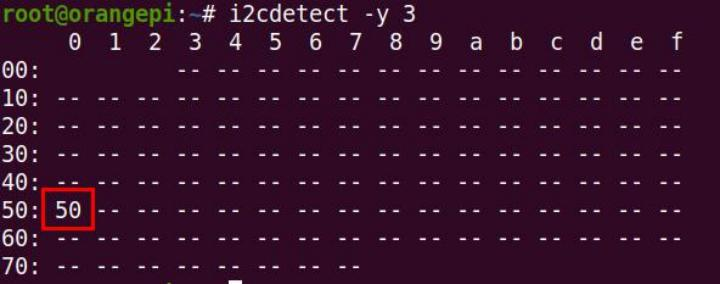 root@orangepi:~# i2cdetect -y 3
     0  1  2  3  4  5  6  7  8  9  a  b  c  d  e  f
00:          -- -- -- -- -- -- -- -- -- -- -- -- --
10: -- -- -- -- -- -- -- -- -- -- -- -- -- -- -- --
20: -- -- -- -- -- -- -- -- -- -- -- -- -- -- -- --
30: -- -- -- -- -- -- -- -- -- -- -- -- -- -- -- --
40: -- -- -- -- -- -- -- -- -- -- -- -- -- -- -- --
50: 50 -- -- -- -- -- -- -- -- -- -- -- -- -- -- --
60: -- -- -- -- -- -- -- -- -- -- -- -- -- -- -- --
70: -- -- -- -- -- -- -- --